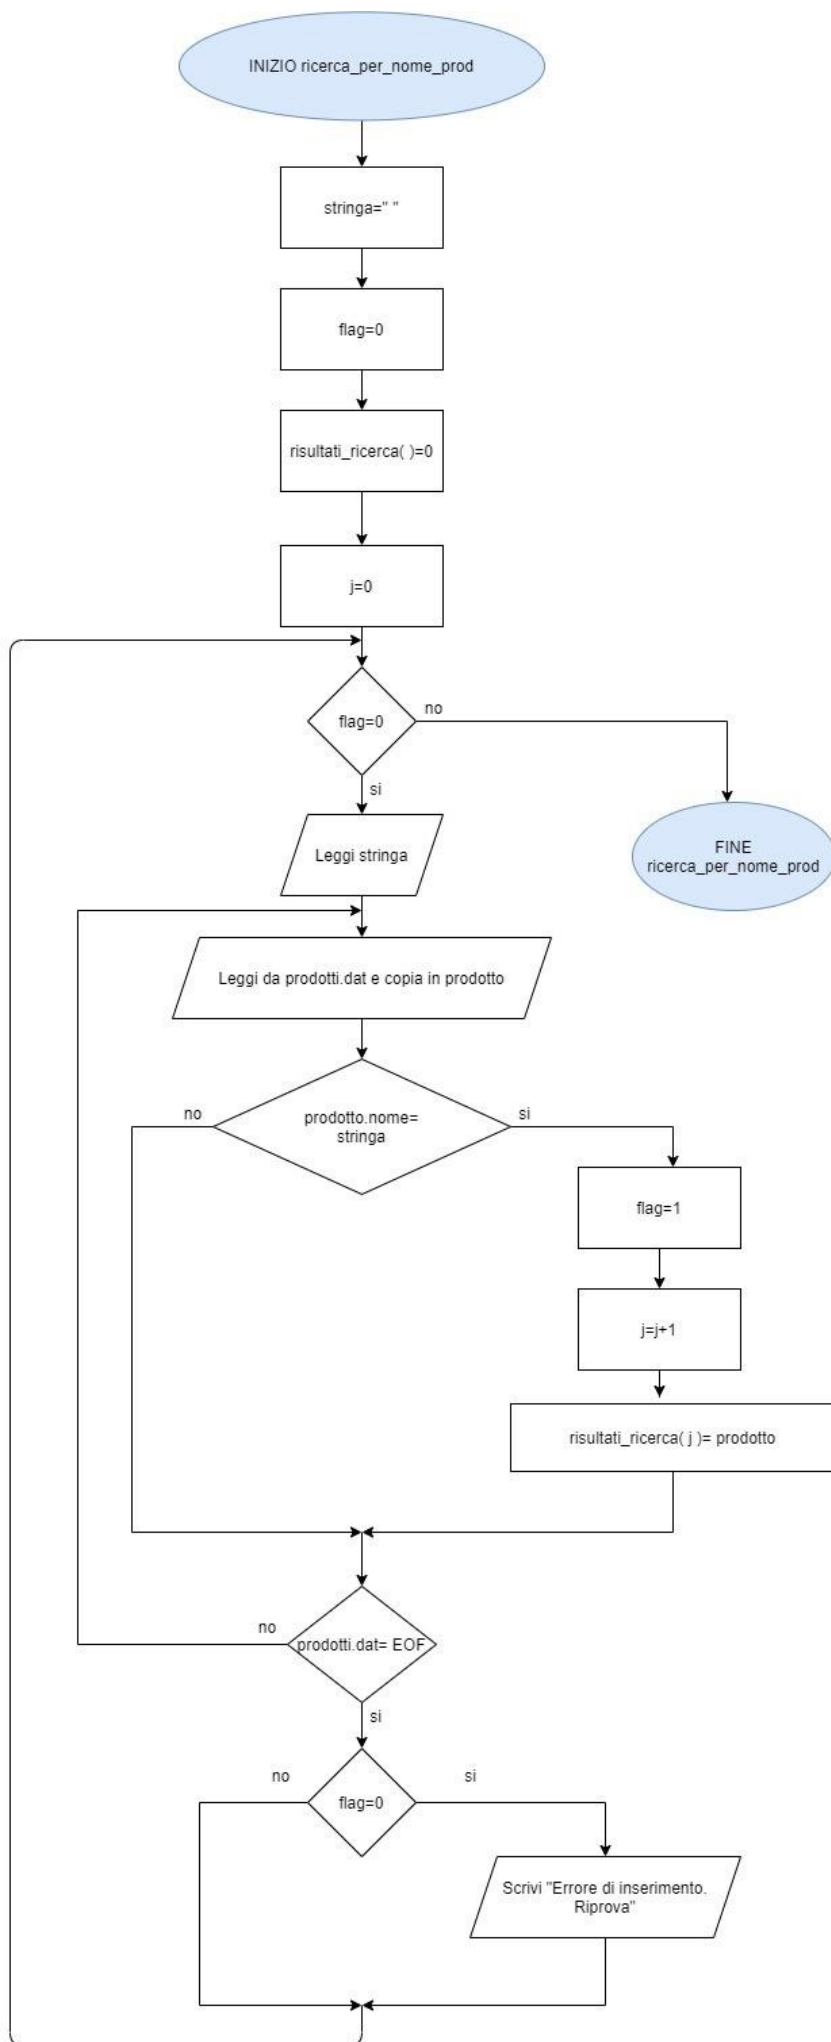 INIZIO ricerca_per_nome_prod
stringa=" "
flag=0
risultati_ricerca( )=0
j=0
flag=0
no
si
Leggi stringa
FINE
ricerca_per_nome_prod
Leggi da prodotti.dat e copia in prodotto
no
prodotto.nome=
stringa
si
flag=1
j=j+1
risultati_ricerca( j )= prodotto
no
prodotti.dat= EOF
si
no
flag=0
si
Scrivi "Errore di inserimento.
Riprova"